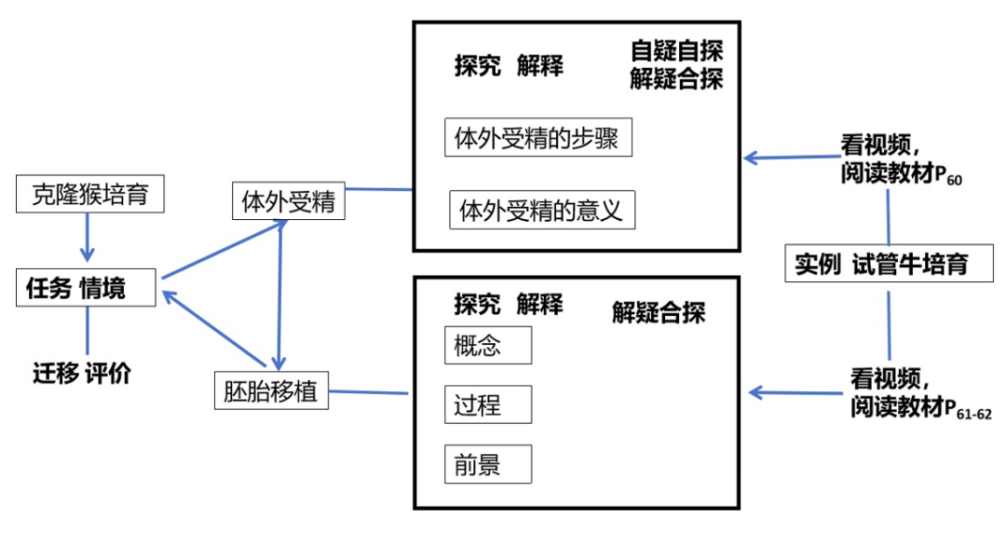 克隆猴培育
任务 情境
迁移 评价
体外受精
胚胎移植
探究 解释
自疑自探
解疑合探
体外受精的步骤
体外受精的意义
探究 解释
解疑合探
概念
过程
前景
看视频，
阅读教材P60
实例 试管牛培育
看视频，
阅读教材P61-62